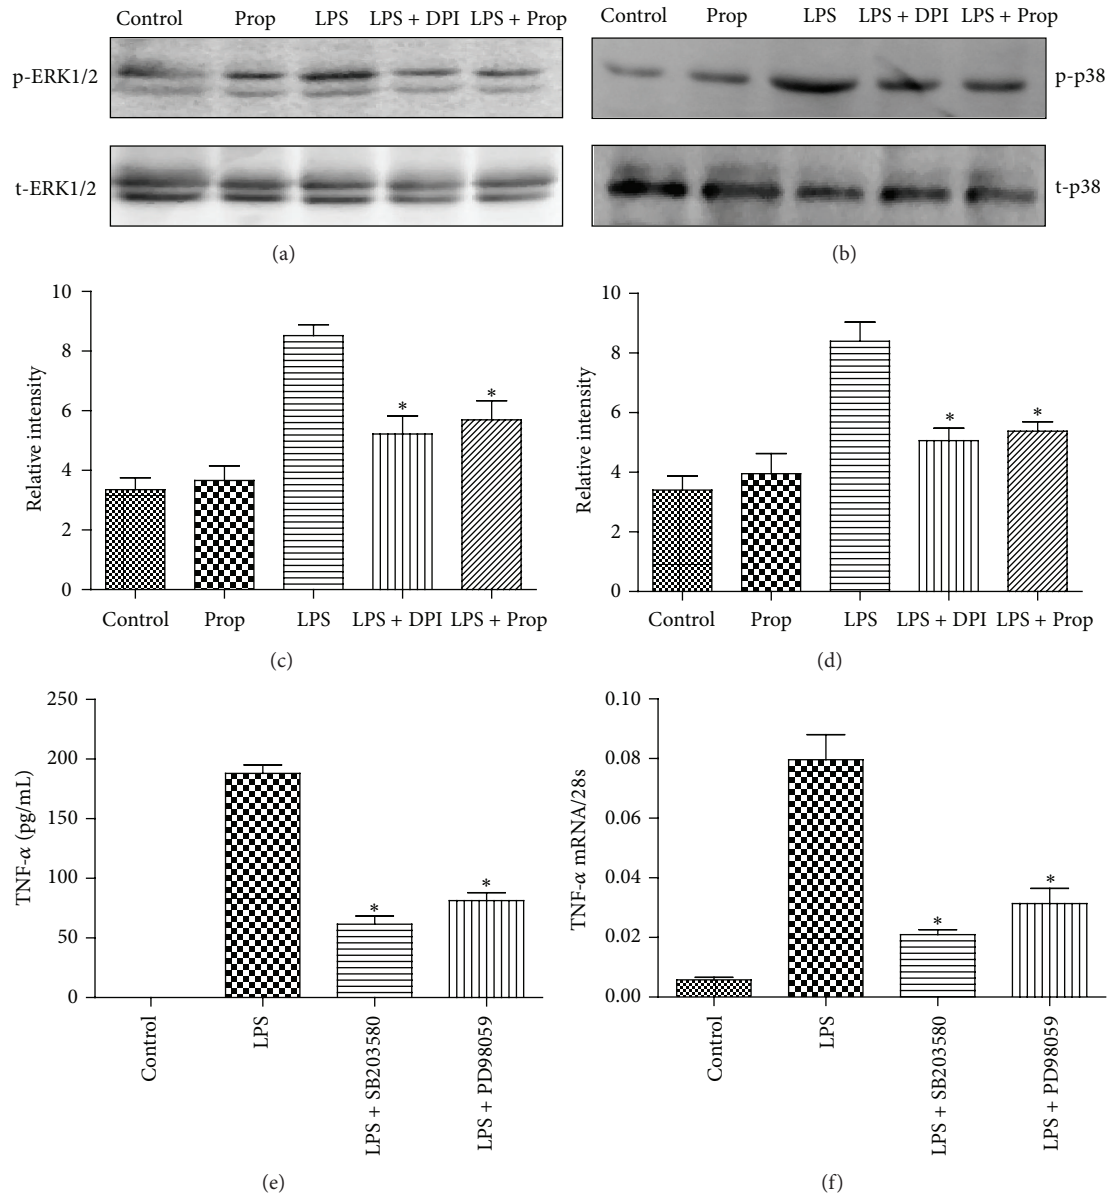 Control Prop LPS LPS + DPI LPS + Prop
p-ERK1/2
t-ERK1/2
(a)
Control Prop LPS LPS + DPI LPS + Prop
p-p38
t-p38
(b)
10
8
6
4
2
0
Relative intensity
* *
Control Prop LPS LPS + DPI LPS + Prop
(c)
10
8
6
4
2
0
Relative intensity
* *
Control Prop LPS LPS + DPI LPS + Prop
(d)
250
200
150
100
50
0
TNF-α (pg/mL)
* *
Control
LPS
LPS + SB203580
LPS + PD98059
(e)
0.10
0.08
0.06
0.04
0.02
0.00
TNF-α mRNA/28s
* *
Control
LPS
LPS + SB203580
LPS + PD98059
(f)